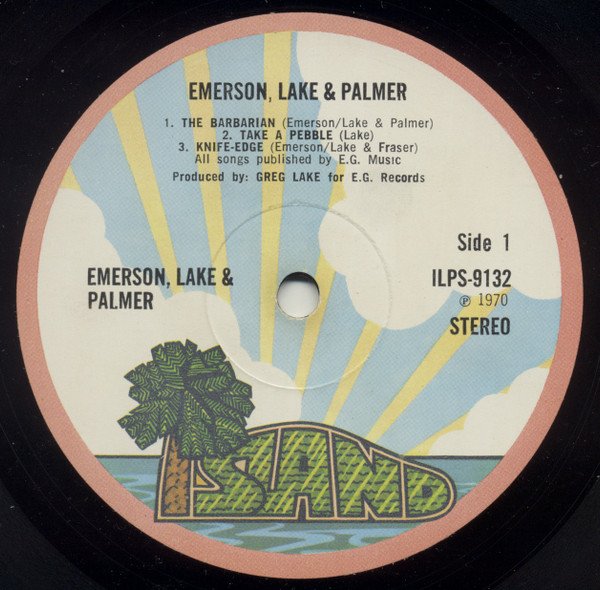 EMERSON, LAKE & PALMER
1. THE BARBARIAN (Emerson/Lake & Palmer)
2. TAKE A PEBBLE (Lake)
3. KNIFE-EDGE (Emerson/Lake & Fraser)
All songs published by E.G. Music
Produced by: GREG LAKE for E.G. Records
Side 1
EMERSON, LAKE &
PALMER
ILPS-9132
℗ 1970
STEREO
ISLAND